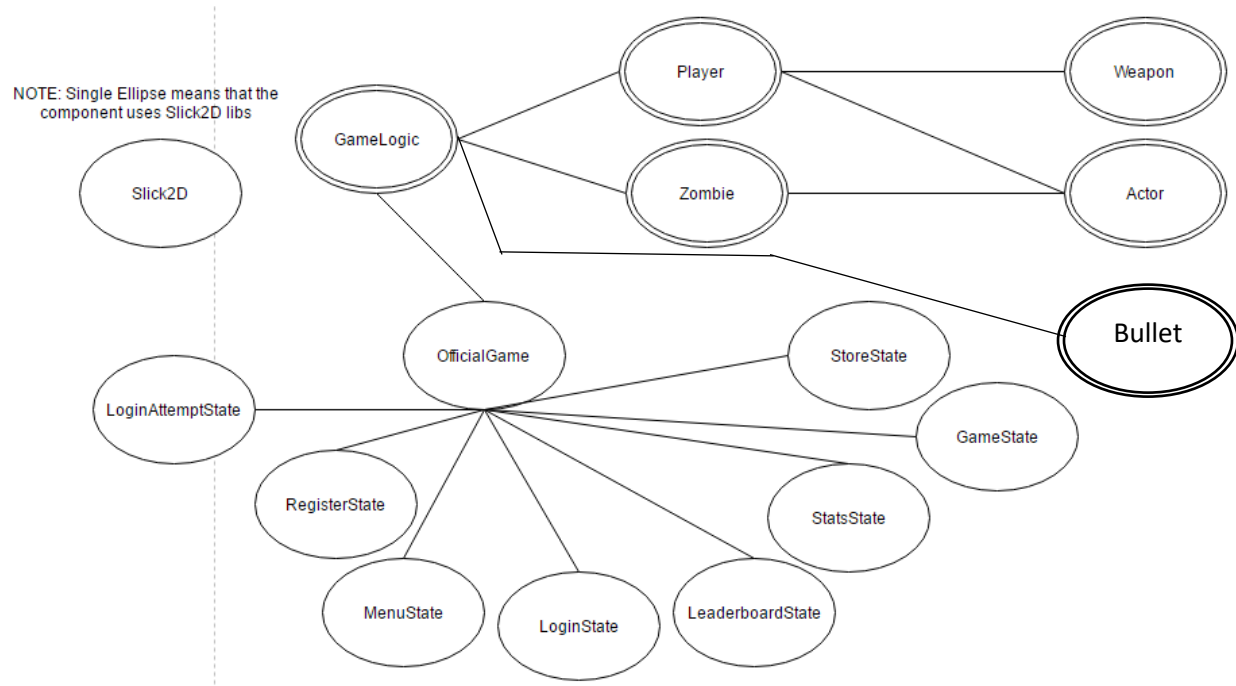 NOTE: Single Ellipse means that the
component uses Slick2D libs
Slick2D
GameLogic
Player
Weapon
Zombie
Actor
Bullet
OfficialGame
StoreState
LoginAttemptState
GameState
RegisterState
StatsState
MenuState
LoginState
LeaderboardState